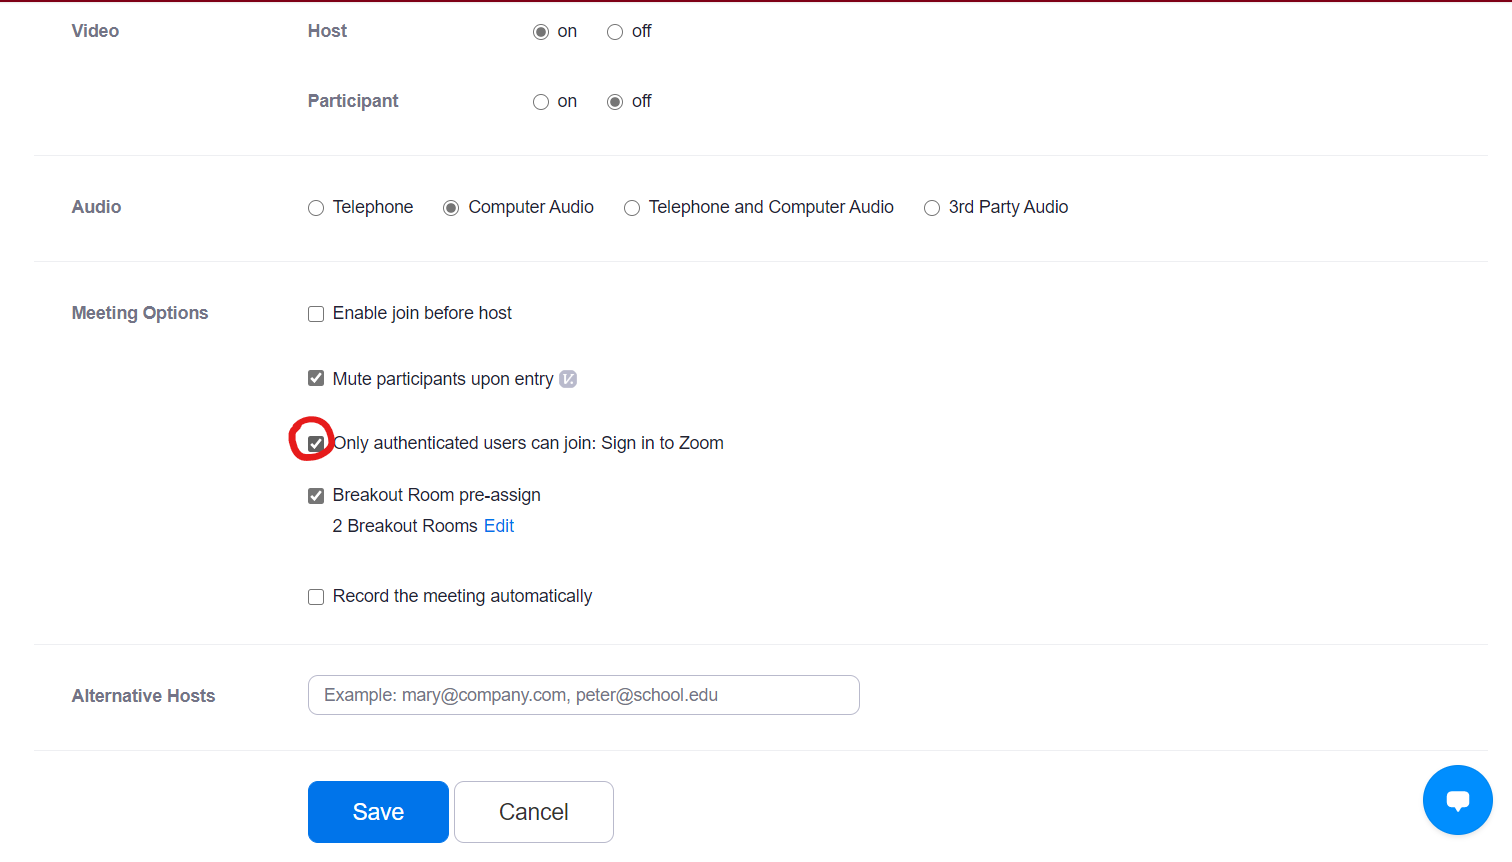 Video Host on off
Participant on off
Audio Telephone Computer Audio Telephone and Computer Audio 3rd Party Audio
Meeting Options Enable join before host
Mute participants upon entry
Only authenticated users can join: Sign in to Zoom
Breakout Room pre-assign
2 Breakout Rooms Edit
Record the meeting automatically
Alternative Hosts Example: mary@company.com, peter@school.edu
Save Cancel